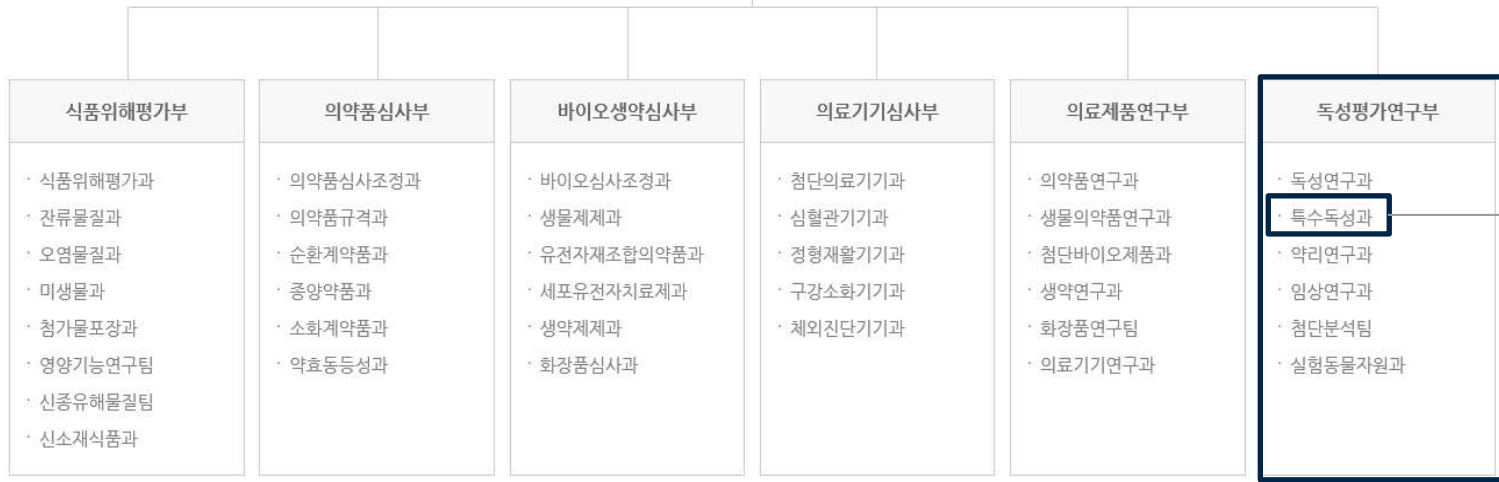 식품위해평가부
· 식품위해평가과
· 잔류물질과
· 오염물질과
· 미생물과
· 첨가물포장과
· 영양기능연구팀
· 신종유해물질팀
· 신소재식품과
의약품심사부
· 의약품심사조정과
· 의약품규격과
· 순환계약품과
· 종양약품과
· 소화계약품과
· 약효동등성과
바이오생약심사부
· 바이오심사조정과
· 생물제제과
· 유전자재조합의약품과
· 세포유전자치료제과
· 생약제제과
· 화장품심사과
의료기기심사부
· 첨단의료기기과
· 심혈관기기과
· 정형재활기기과
· 구강소화기기과
· 체외진단기기과
의료제품연구부
· 의약품연구과
· 생물의약품연구과
· 첨단바이오제품과
· 생약연구과
· 화장품연구팀
· 의료기기연구과
독성평가연구부
· 독성연구과
· 특수독성과
· 약리연구과
· 임상연구과
· 첨단분석팀
· 실험동물자원과